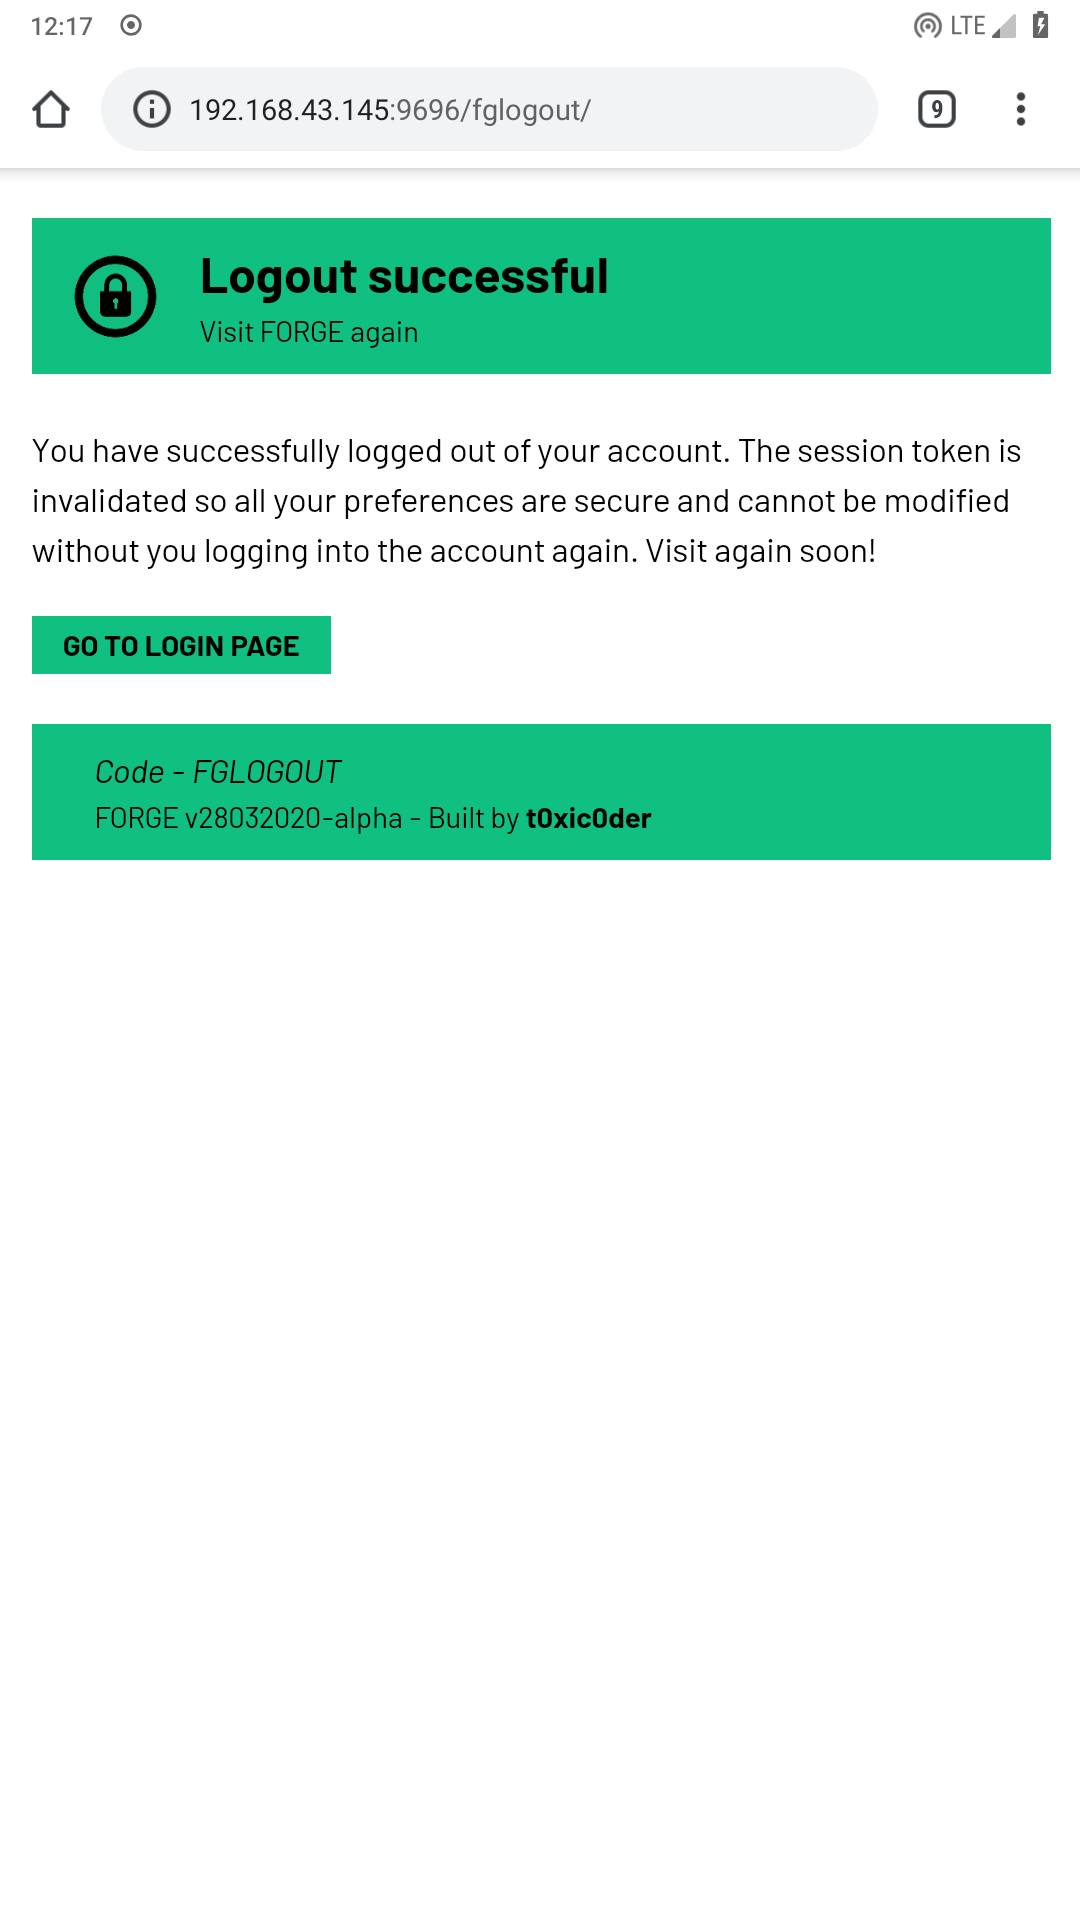 12:17 LTE
192.168.43.145:9696/fglogout/ 9
Logout successful
Visit FORGE again
You have successfully logged out of your account. The session token is
invalidated so all your preferences are secure and cannot be modified
without you logging into the account again. Visit again soon!
GO TO LOGIN PAGE
Code - FGLOGOUT
FORGE v28032020-alpha - Built by t0xic0der